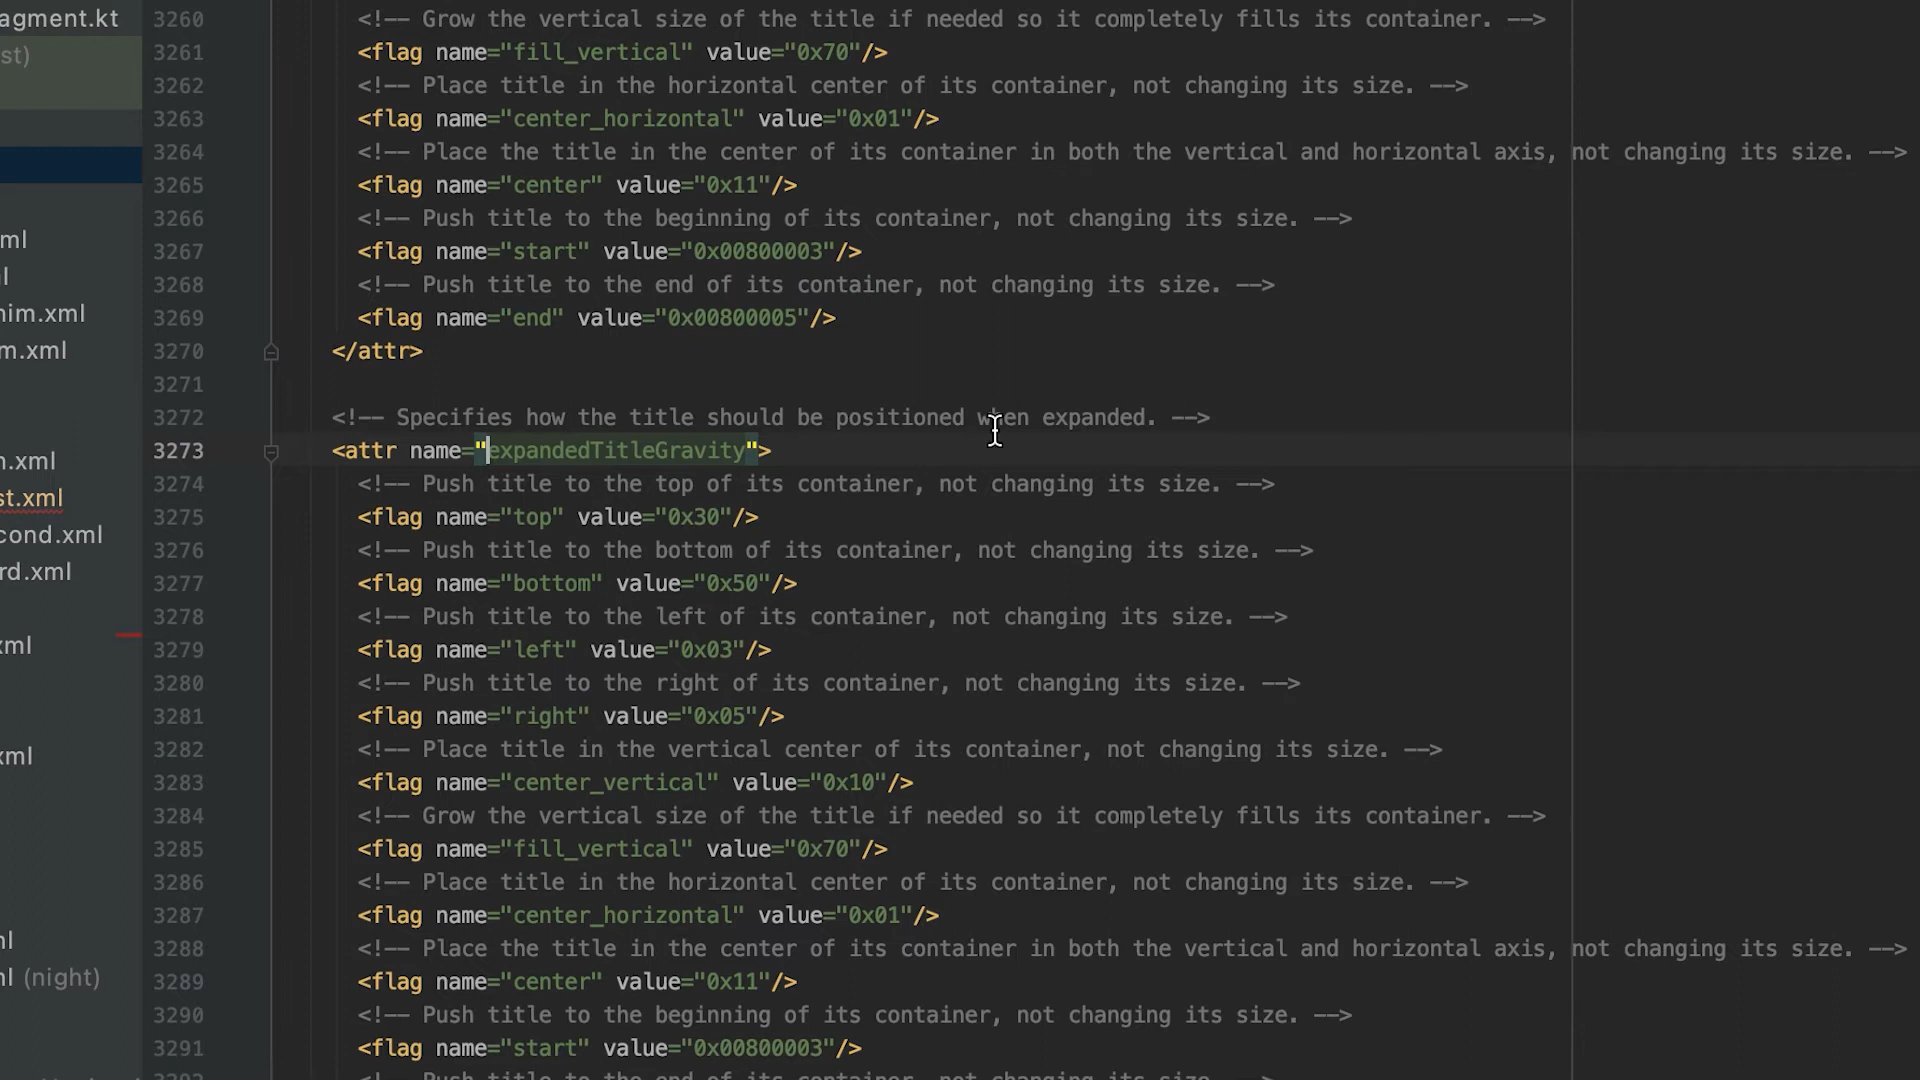 agment.kt
st)
ml
l
nim.xml
m.xml
n.xml
st.xml
cond.xml
rd.xml
xml
xml
ml
ml (night)
3260 <!-- Grow the vertical size of the title if needed so it completely fills its container. -->
3261 <flag name="fill_vertical" value="0x70"/>
3262 <!-- Place title in the horizontal center of its container, not changing its size. -->
3263 <flag name="center_horizontal" value="0x01"/>
3264 <!-- Place the title in the center of its container in both the vertical and horizontal axis, not changing its size. -->
3265 <flag name="center" value="0x11"/>
3266 <!-- Push title to the beginning of its container, not changing its size. -->
3267 <flag name="start" value="0x00800003"/>
3268 <!-- Push title to the end of its container, not changing its size. -->
3269 <flag name="end" value="0x00800005"/>
3270 </attr>
3271
3272 <!-- Specifies how the title should be positioned when expanded. -->
3273 <attr name="expandedTitleGravity">
3274 <!-- Push title to the top of its container, not changing its size. -->
3275 <flag name="top" value="0x30"/>
3276 <!-- Push title to the bottom of its container, not changing its size. -->
3277 <flag name="bottom" value="0x50"/>
3278 <!-- Push title to the left of its container, not changing its size. -->
3279 <flag name="left" value="0x03"/>
3280 <!-- Push title to the right of its container, not changing its size. -->
3281 <flag name="right" value="0x05"/>
3282 <!-- Place title in the vertical center of its container, not changing its size. -->
3283 <flag name="center_vertical" value="0x10"/>
3284 <!-- Grow the vertical size of the title if needed so it completely fills its container. -->
3285 <flag name="fill_vertical" value="0x70"/>
3286 <!-- Place title in the horizontal center of its container, not changing its size. -->
3287 <flag name="center_horizontal" value="0x01"/>
3288 <!-- Place the title in the center of its container in both the vertical and horizontal axis, not changing its size. -->
3289 <flag name="center" value="0x11"/>
3290 <!-- Push title to the beginning of its container, not changing its size. -->
3291 <flag name="start" value="0x00800003"/>
3292 <!-- Push title to the end of its container, not changing its size. -->